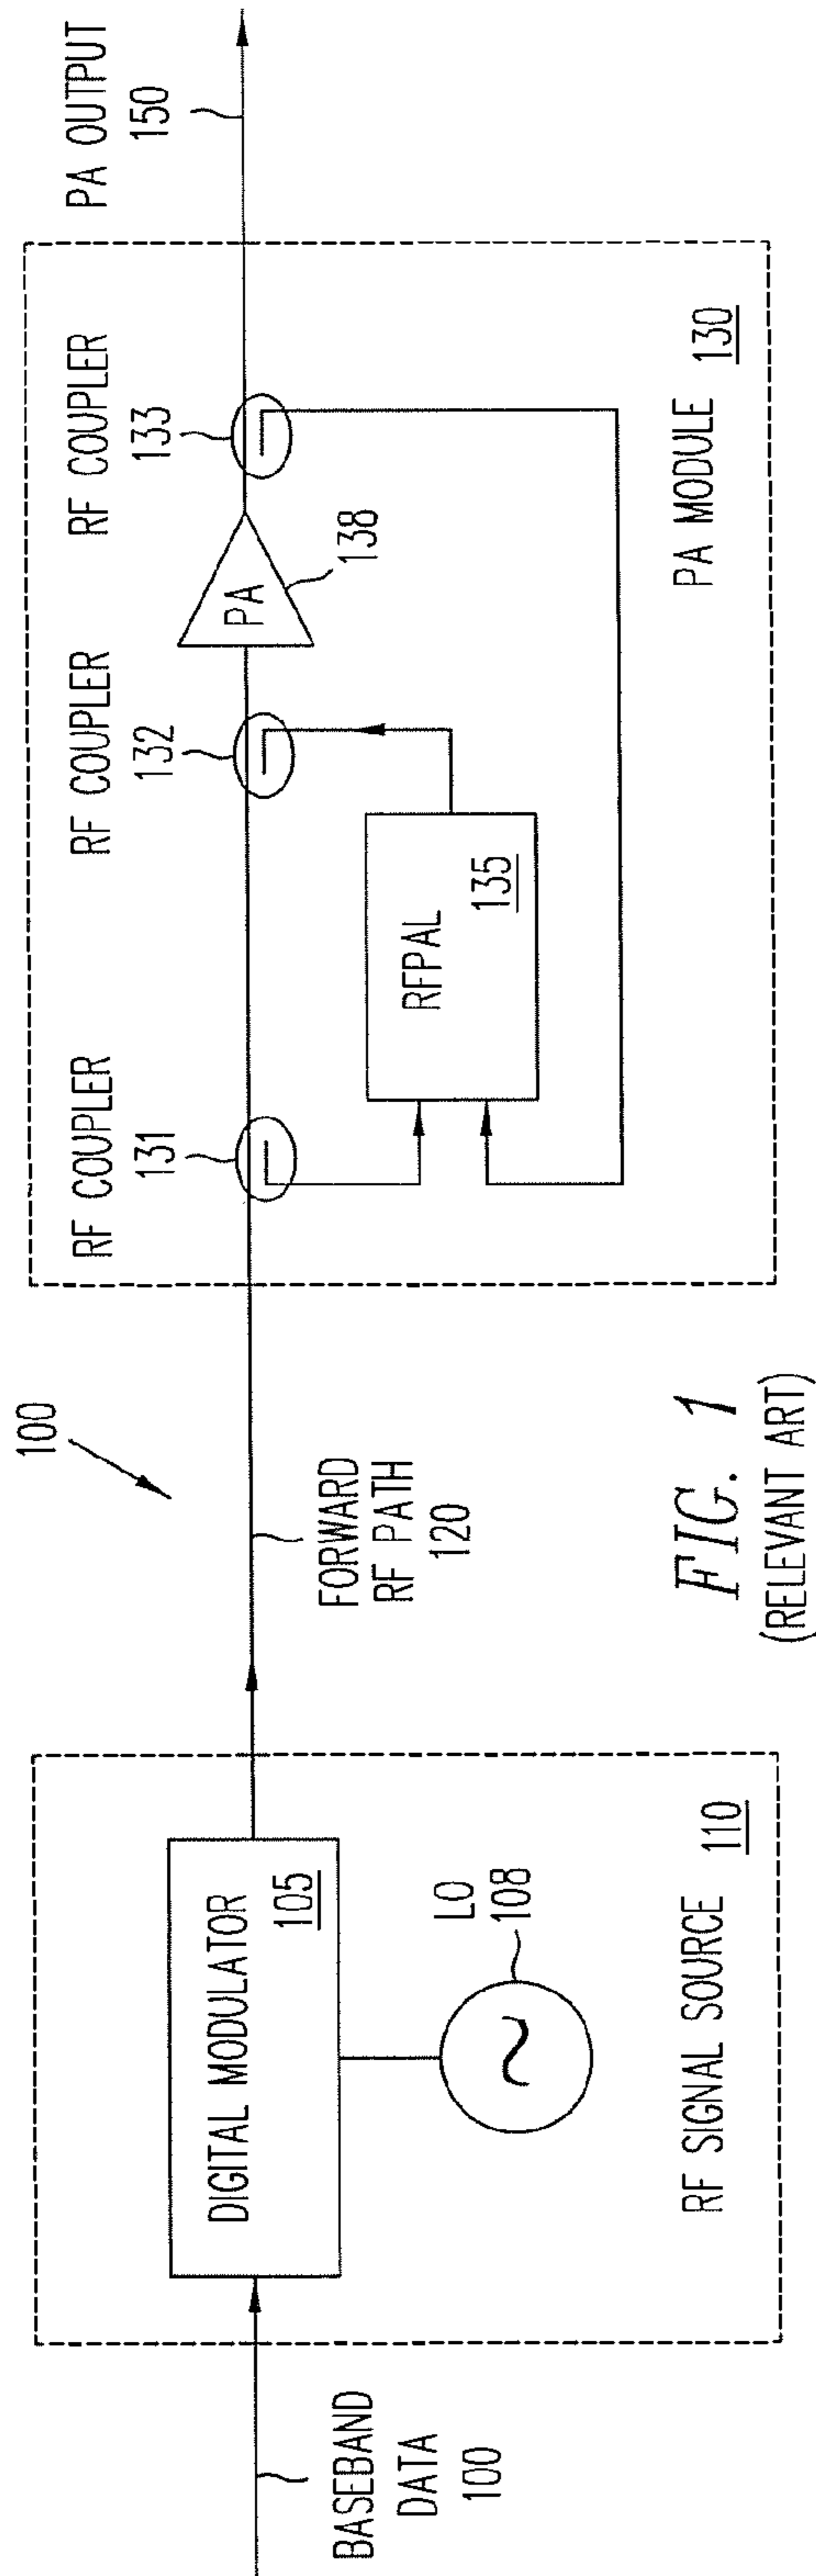 100
BASEBAND
DATA
100
DIGITAL MODULATOR
105
LO
108
RF SIGNAL SOURCE
110
FORWARD
RF PATH
120
RF COUPLER
131
RF COUPLER
132
RF COUPLER
133
RFPAL
135
PA
138
PA MODULE
130
PA OUTPUT
150
FIG. 1
(RELEVANT ART)